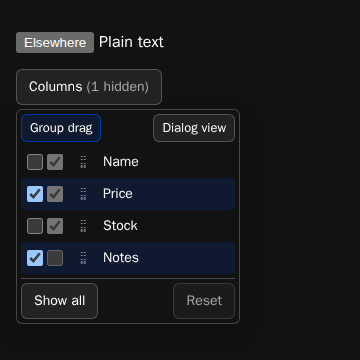 Elsewhere Plain text
Columns (1 hidden)
Group drag Dialog view
Name
Price
Stock
Notes
Show all Reset